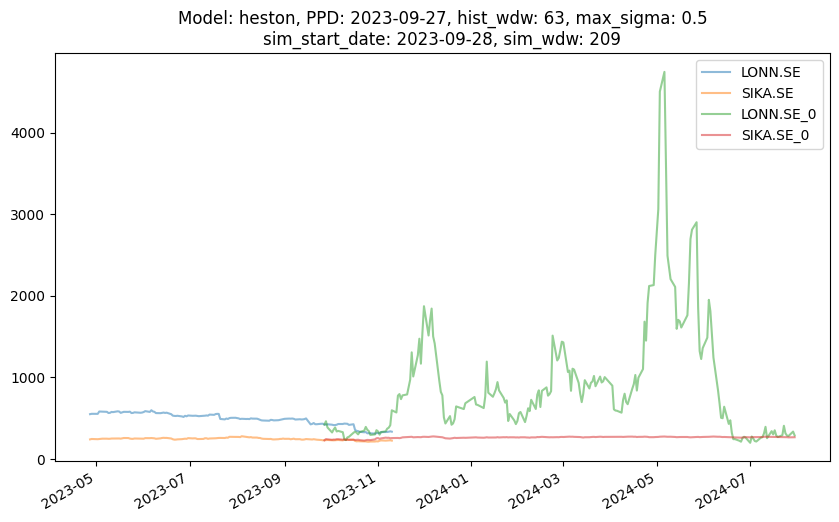 Model: heston, PPD: 2023-09-27, hist_wdw: 63, max_sigma: 0.5
sim_start_date: 2023-09-28, sim_wdw: 209
LONN.SE
SIKA.SE
LONN.SE_0
SIKA.SE_0
4000
3000
2000
1000
0
2023-05
2023-07
2023-09
2023-11
2024-01
2024-03
2024-05
2024-07